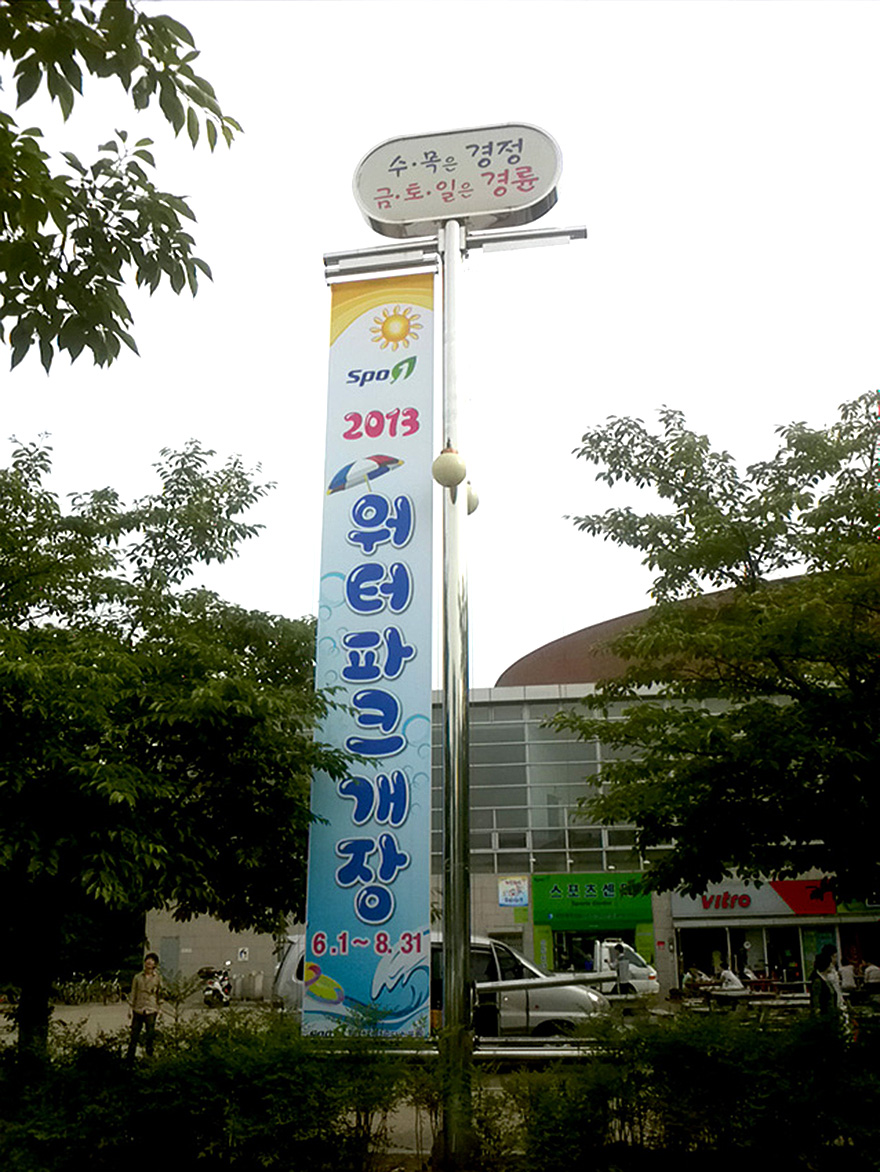 수·목은 경정
금·토·일은 경륜
Spo
2013
워터파크개장
6.1~8.31
스포츠센
vitro